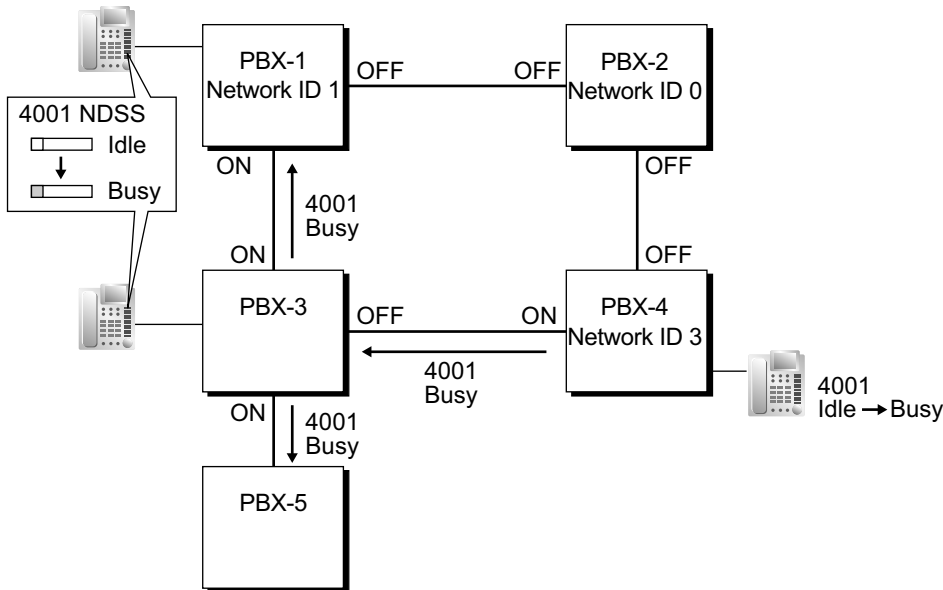 PBX-1
Network ID 1
OFF
OFF
PBX-2
Network ID 0
4001 NDSS
Idle
Busy
ON
4001
Busy
OFF
ON
OFF
PBX-3
OFF
ON
PBX-4
Network ID 3
4001
Busy
4001
Idle → Busy
ON
4001
Busy
PBX-5